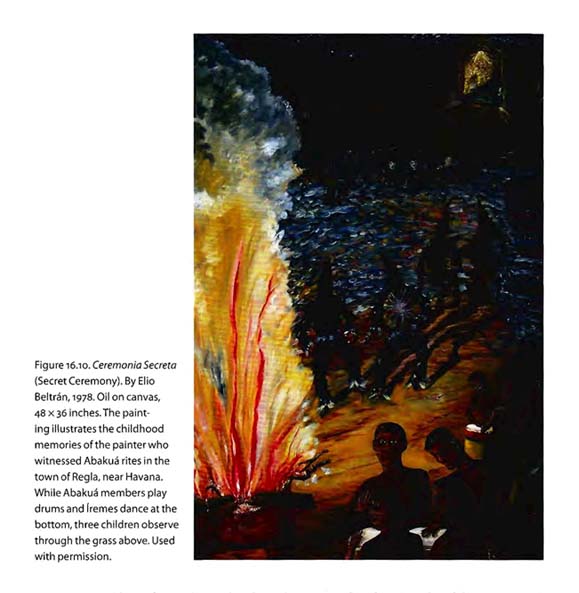 Figure 16.10. Ceremonia Secreta
(Secret Ceremony). By Elio
Beltrán, 1978. Oil on canvas,
48 × 36 inches. The paint-
ing illustrates the childhood
memories of the painter who
witnessed Abakuá rites in the
town of Regla, near Havana.
While Abakuá members play
drums and Íremes dance at the
bottom, three children observe
through the grass above. Used
with permission.